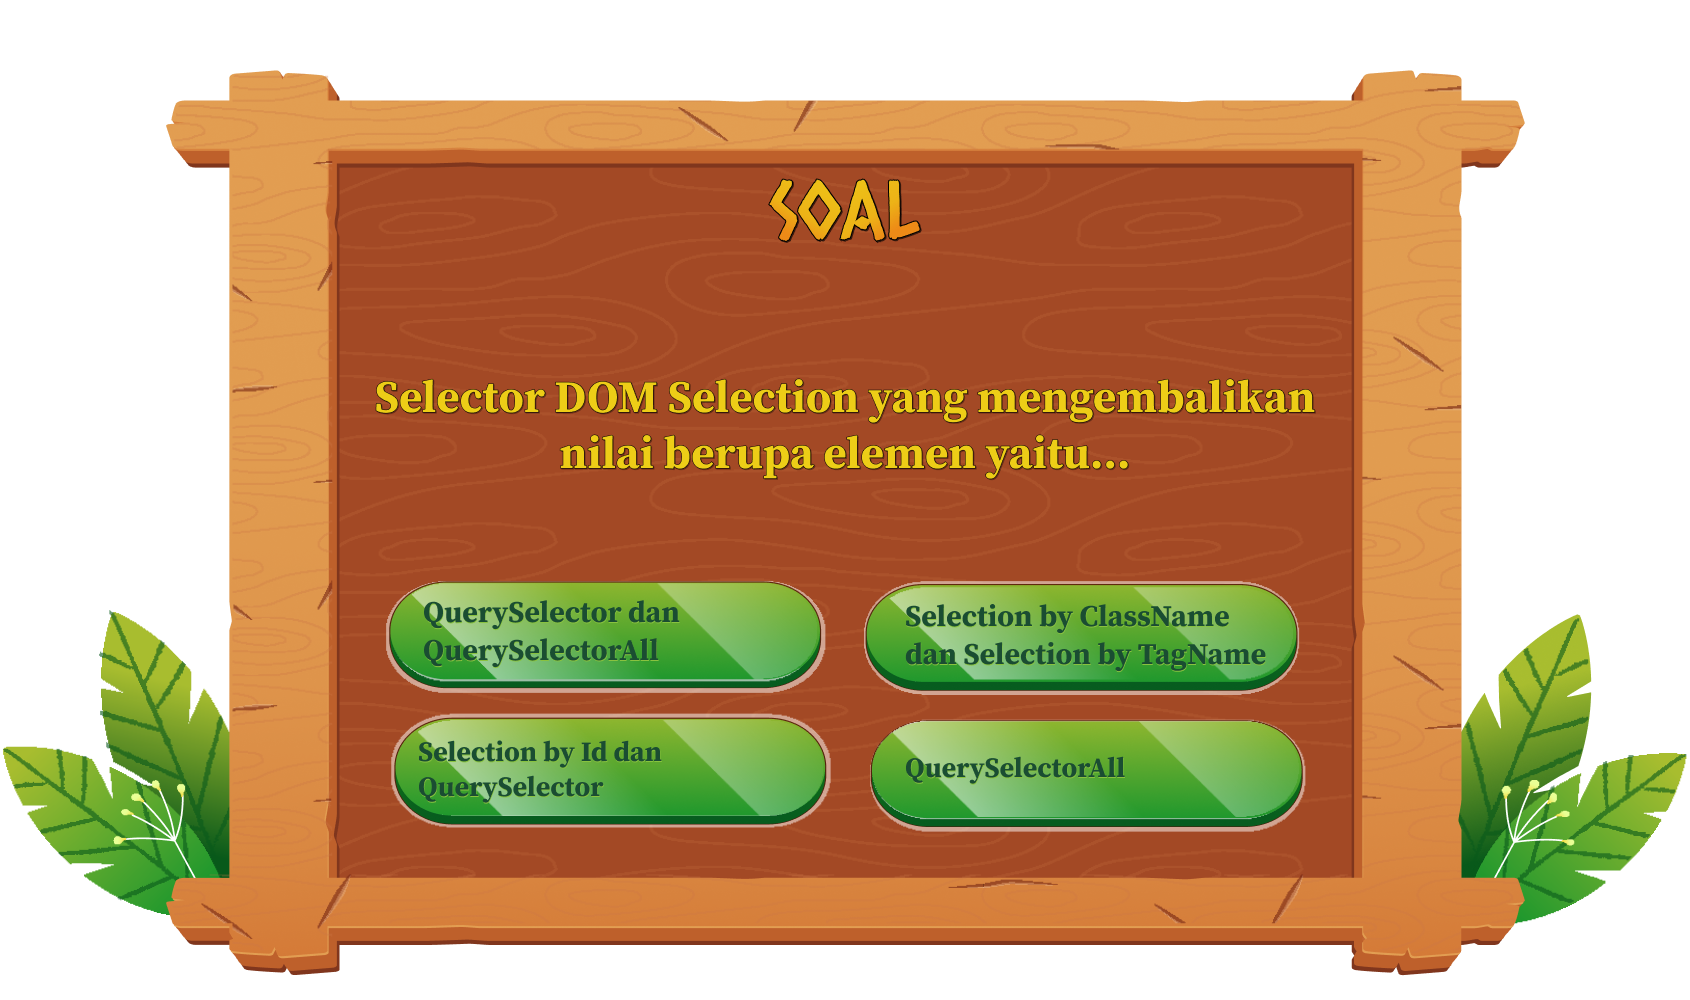 SOAL
Selector DOM Selection yang mengembalikan
nilai berupa elemen yaitu...
QuerySelector dan
QuerySelectorAll
Selection by ClassName
dan Selection by TagName
Selection by Id dan
QuerySelector
QuerySelectorAll